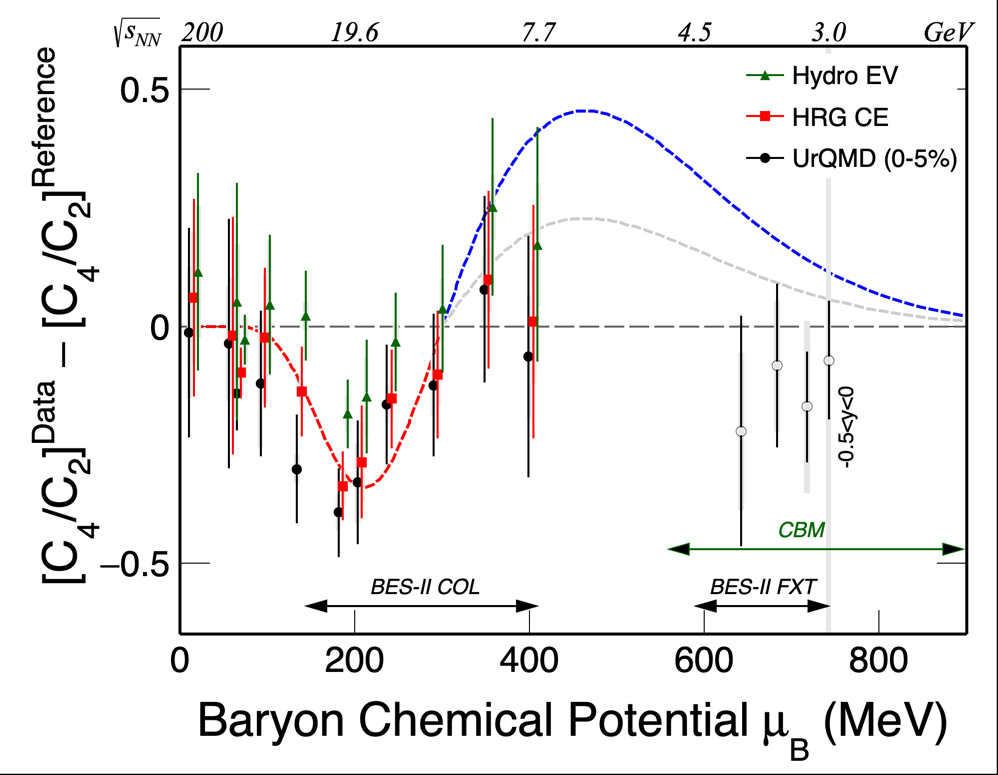 √sNN 200 19.6 7.7 4.5 3.0 GeV
[C4/C2]Data − [C4/C2]Reference
0.5
0
−0.5
Hydro EV
HRG CE
UrQMD (0-5%)
-0.5<y<0
CBM
BES-II COL
BES-II FXT
0 200 400 600 800
Baryon Chemical Potential μB (MeV)